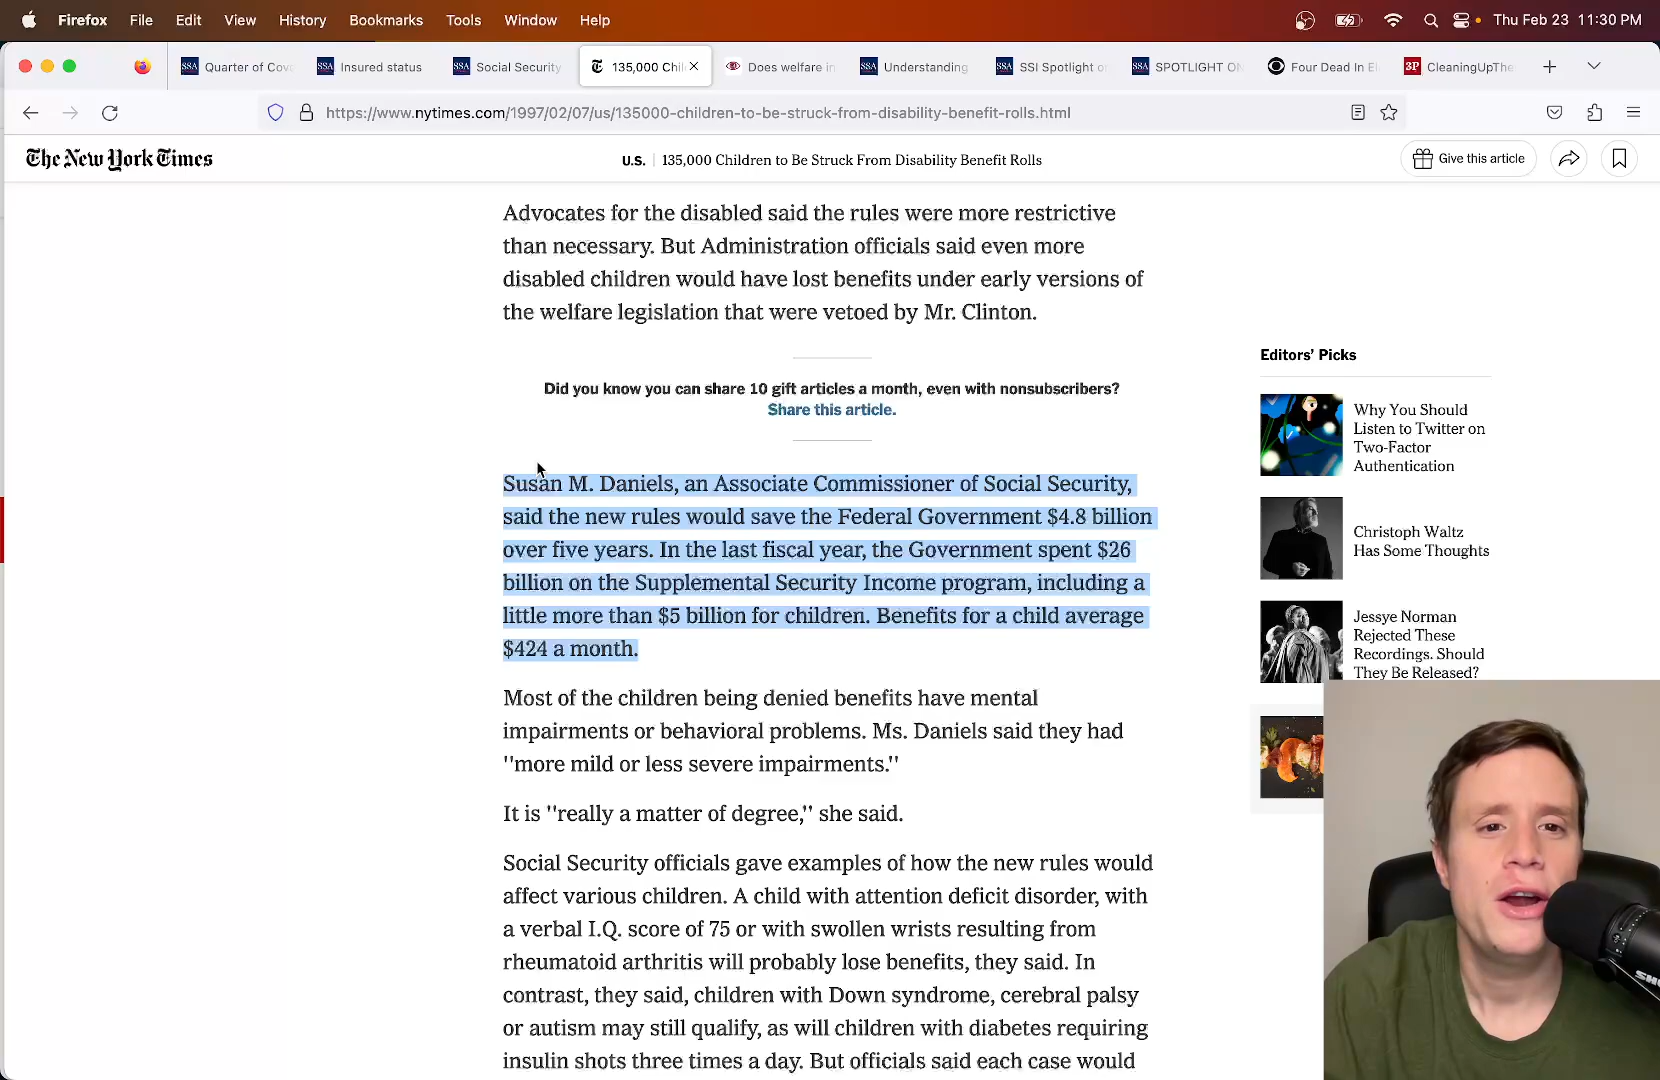 Firefox File Edit View History Bookmarks Tools Window Help Thu Feb 23 11:30 PM
SSA Quarter of Cov SSA Insured status SSA Social Security 135,000 Chil Does welfare in SSA Understanding SSA SSI Spotlight o SSA SPOTLIGHT ON Four Dead In El 3P CleaningUpThe
https://www.nytimes.com/1997/02/07/us/135000-children-to-be-struck-from-disability-benefit-rolls.html
The New York Times U.S. 135,000 Children to Be Struck From Disability Benefit Rolls Give this article
Advocates for the disabled said the rules were more restrictive
than necessary. But Administration officials said even more
disabled children would have lost benefits under early versions of
the welfare legislation that were vetoed by Mr. Clinton.
Did you know you can share 10 gift articles a month, even with nonsubscribers?
Share this article.
Susan M. Daniels, an Associate Commissioner of Social Security,
said the new rules would save the Federal Government $4.8 billion
over five years. In the last fiscal year, the Government spent $26
billion on the Supplemental Security Income program, including a
little more than $5 billion for children. Benefits for a child average
$424 a month.
Most of the children being denied benefits have mental
impairments or behavioral problems. Ms. Daniels said they had
''more mild or less severe impairments.''
It is ''really a matter of degree,'' she said.
Social Security officials gave examples of how the new rules would
affect various children. A child with attention deficit disorder, with
a verbal I.Q. score of 75 or with swollen wrists resulting from
rheumatoid arthritis will probably lose benefits, they said. In
contrast, they said, children with Down syndrome, cerebral palsy
or autism may still qualify, as will children with diabetes requiring
insulin shots three times a day. But officials said each case would
Editors' Picks
Why You Should
Listen to Twitter on
Two-Factor
Authentication
Christoph Waltz
Has Some Thoughts
Jessye Norman
Rejected These
Recordings. Should
They Be Released?